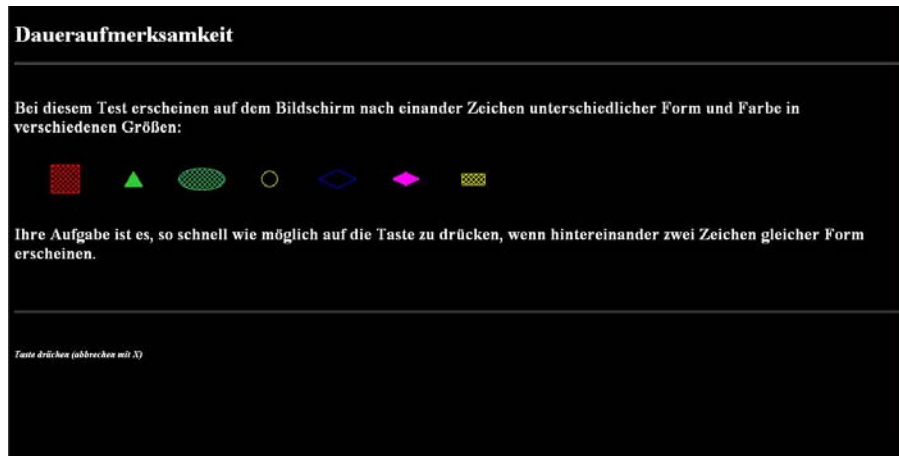 Daueraufmerksamkeit
Bei diesem Test erscheinen auf dem Bildschirm nach einander Zeichen unterschiedlicher Form und Farbe in
verschiedenen Größen:
Ihre Aufgabe ist es, so schnell wie möglich auf die Taste zu drücken, wenn hintereinander zwei Zeichen gleicher Form
erscheinen.
Taste drücken (abbrechen mit X)